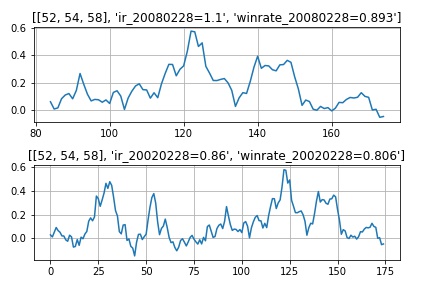 [[52, 54, 58], 'ir_20080228=1.1', 'winrate_20080228=0.893']
0.6
0.4
0.2
0.0
80 100 120 140 160
[[52, 54, 58], 'ir_20020228=0.86', 'winrate_20020228=0.806']
0.6
0.4
0.2
0.0
0 25 50 75 100 125 150 175